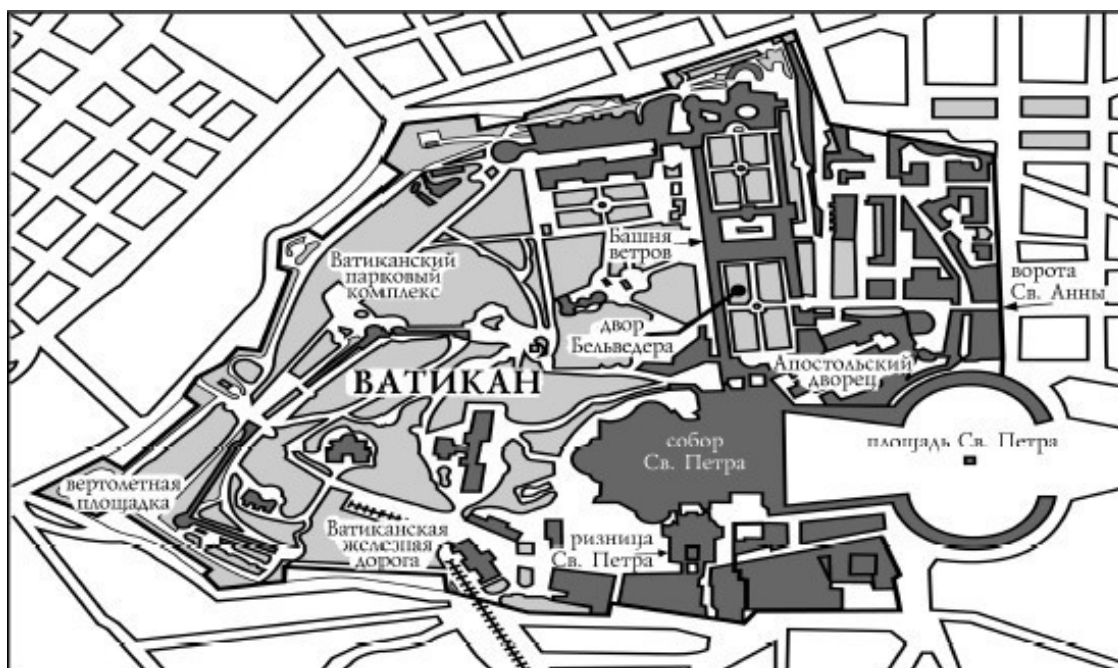 Башня
ветров
Ватиканский
парковый
комплекс
ворота
Св. Анны
двор
Бельведера
Апостольский
дворец
ВАТИКАН
собор
Св. Петра
площадь Св. Петра
вертолетная
площадка
Ватиканская
железная
дорога
ризница
Св. Петра